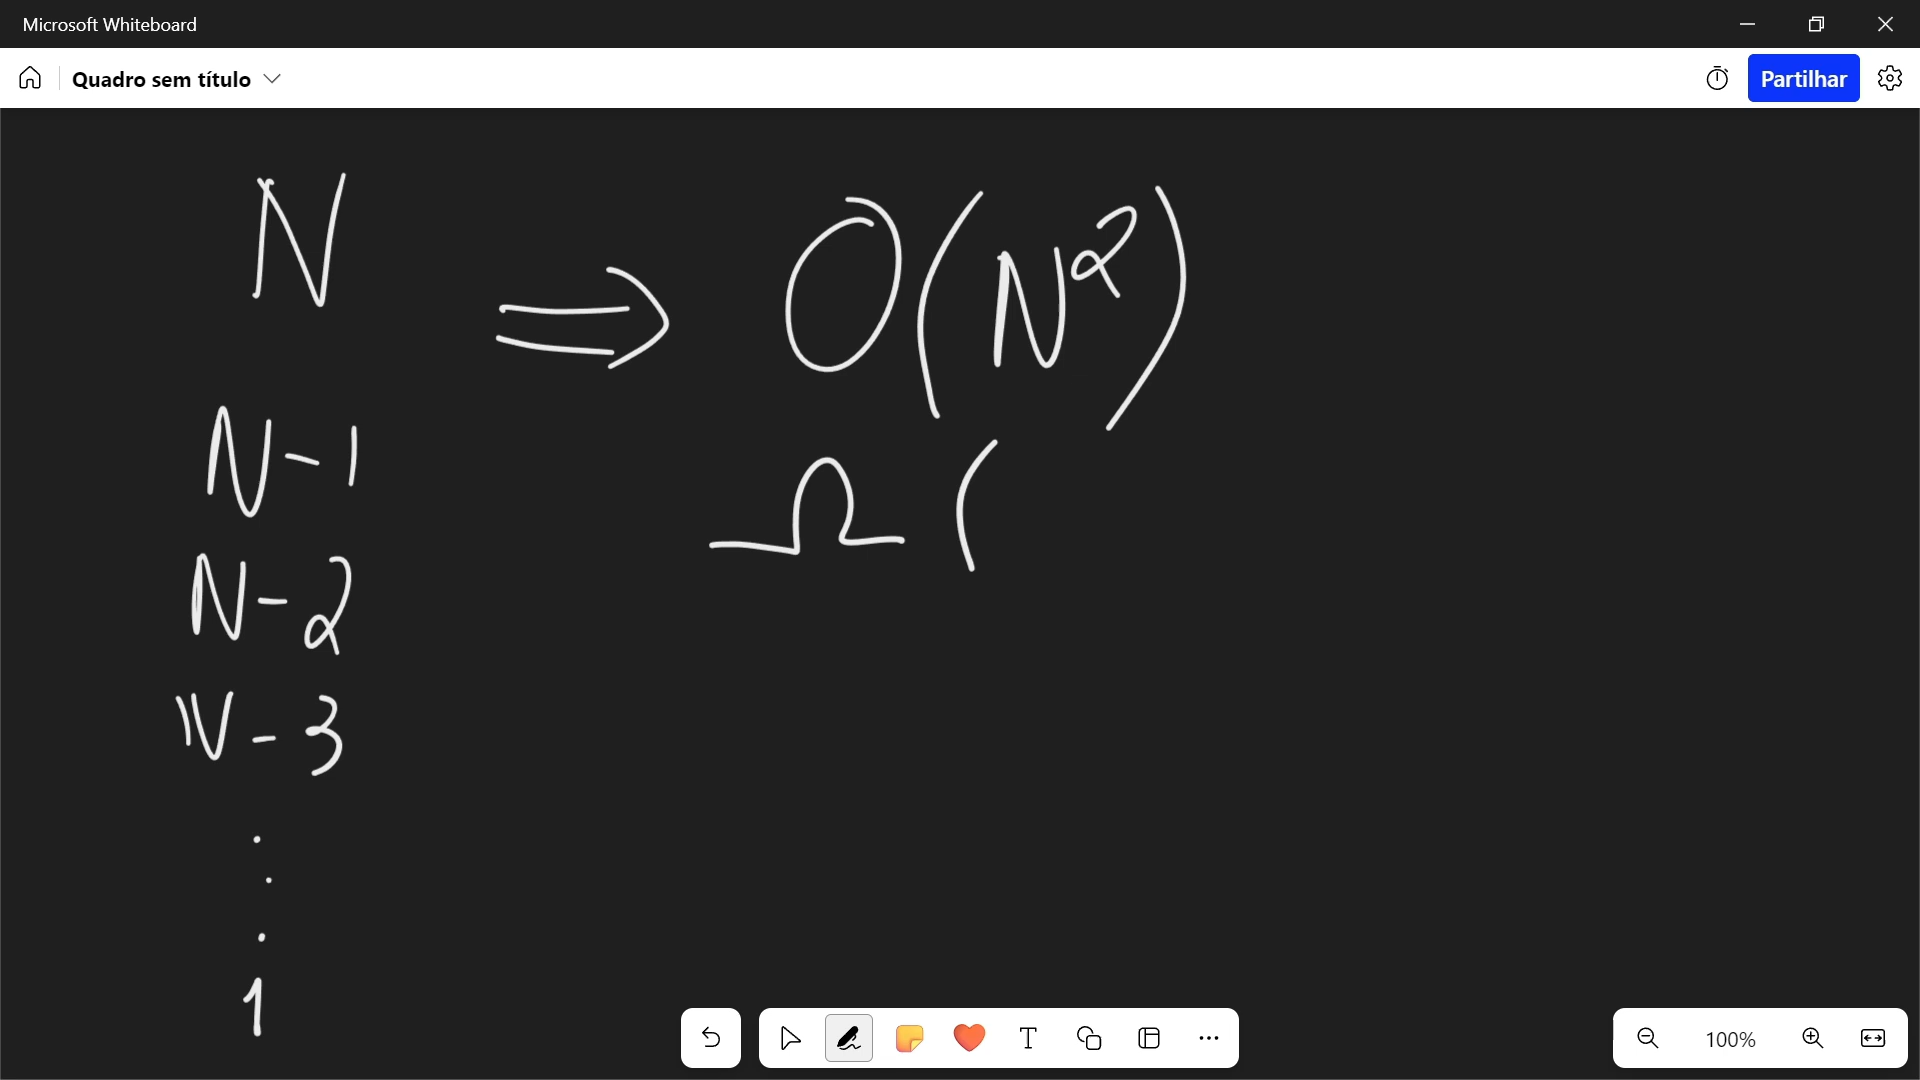 Microsoft Whiteboard
Quadro sem título
Partilhar
N
⇒ O(N²)
N-1
Ω (
N-2
N-3
.
.
.
1
T
100%